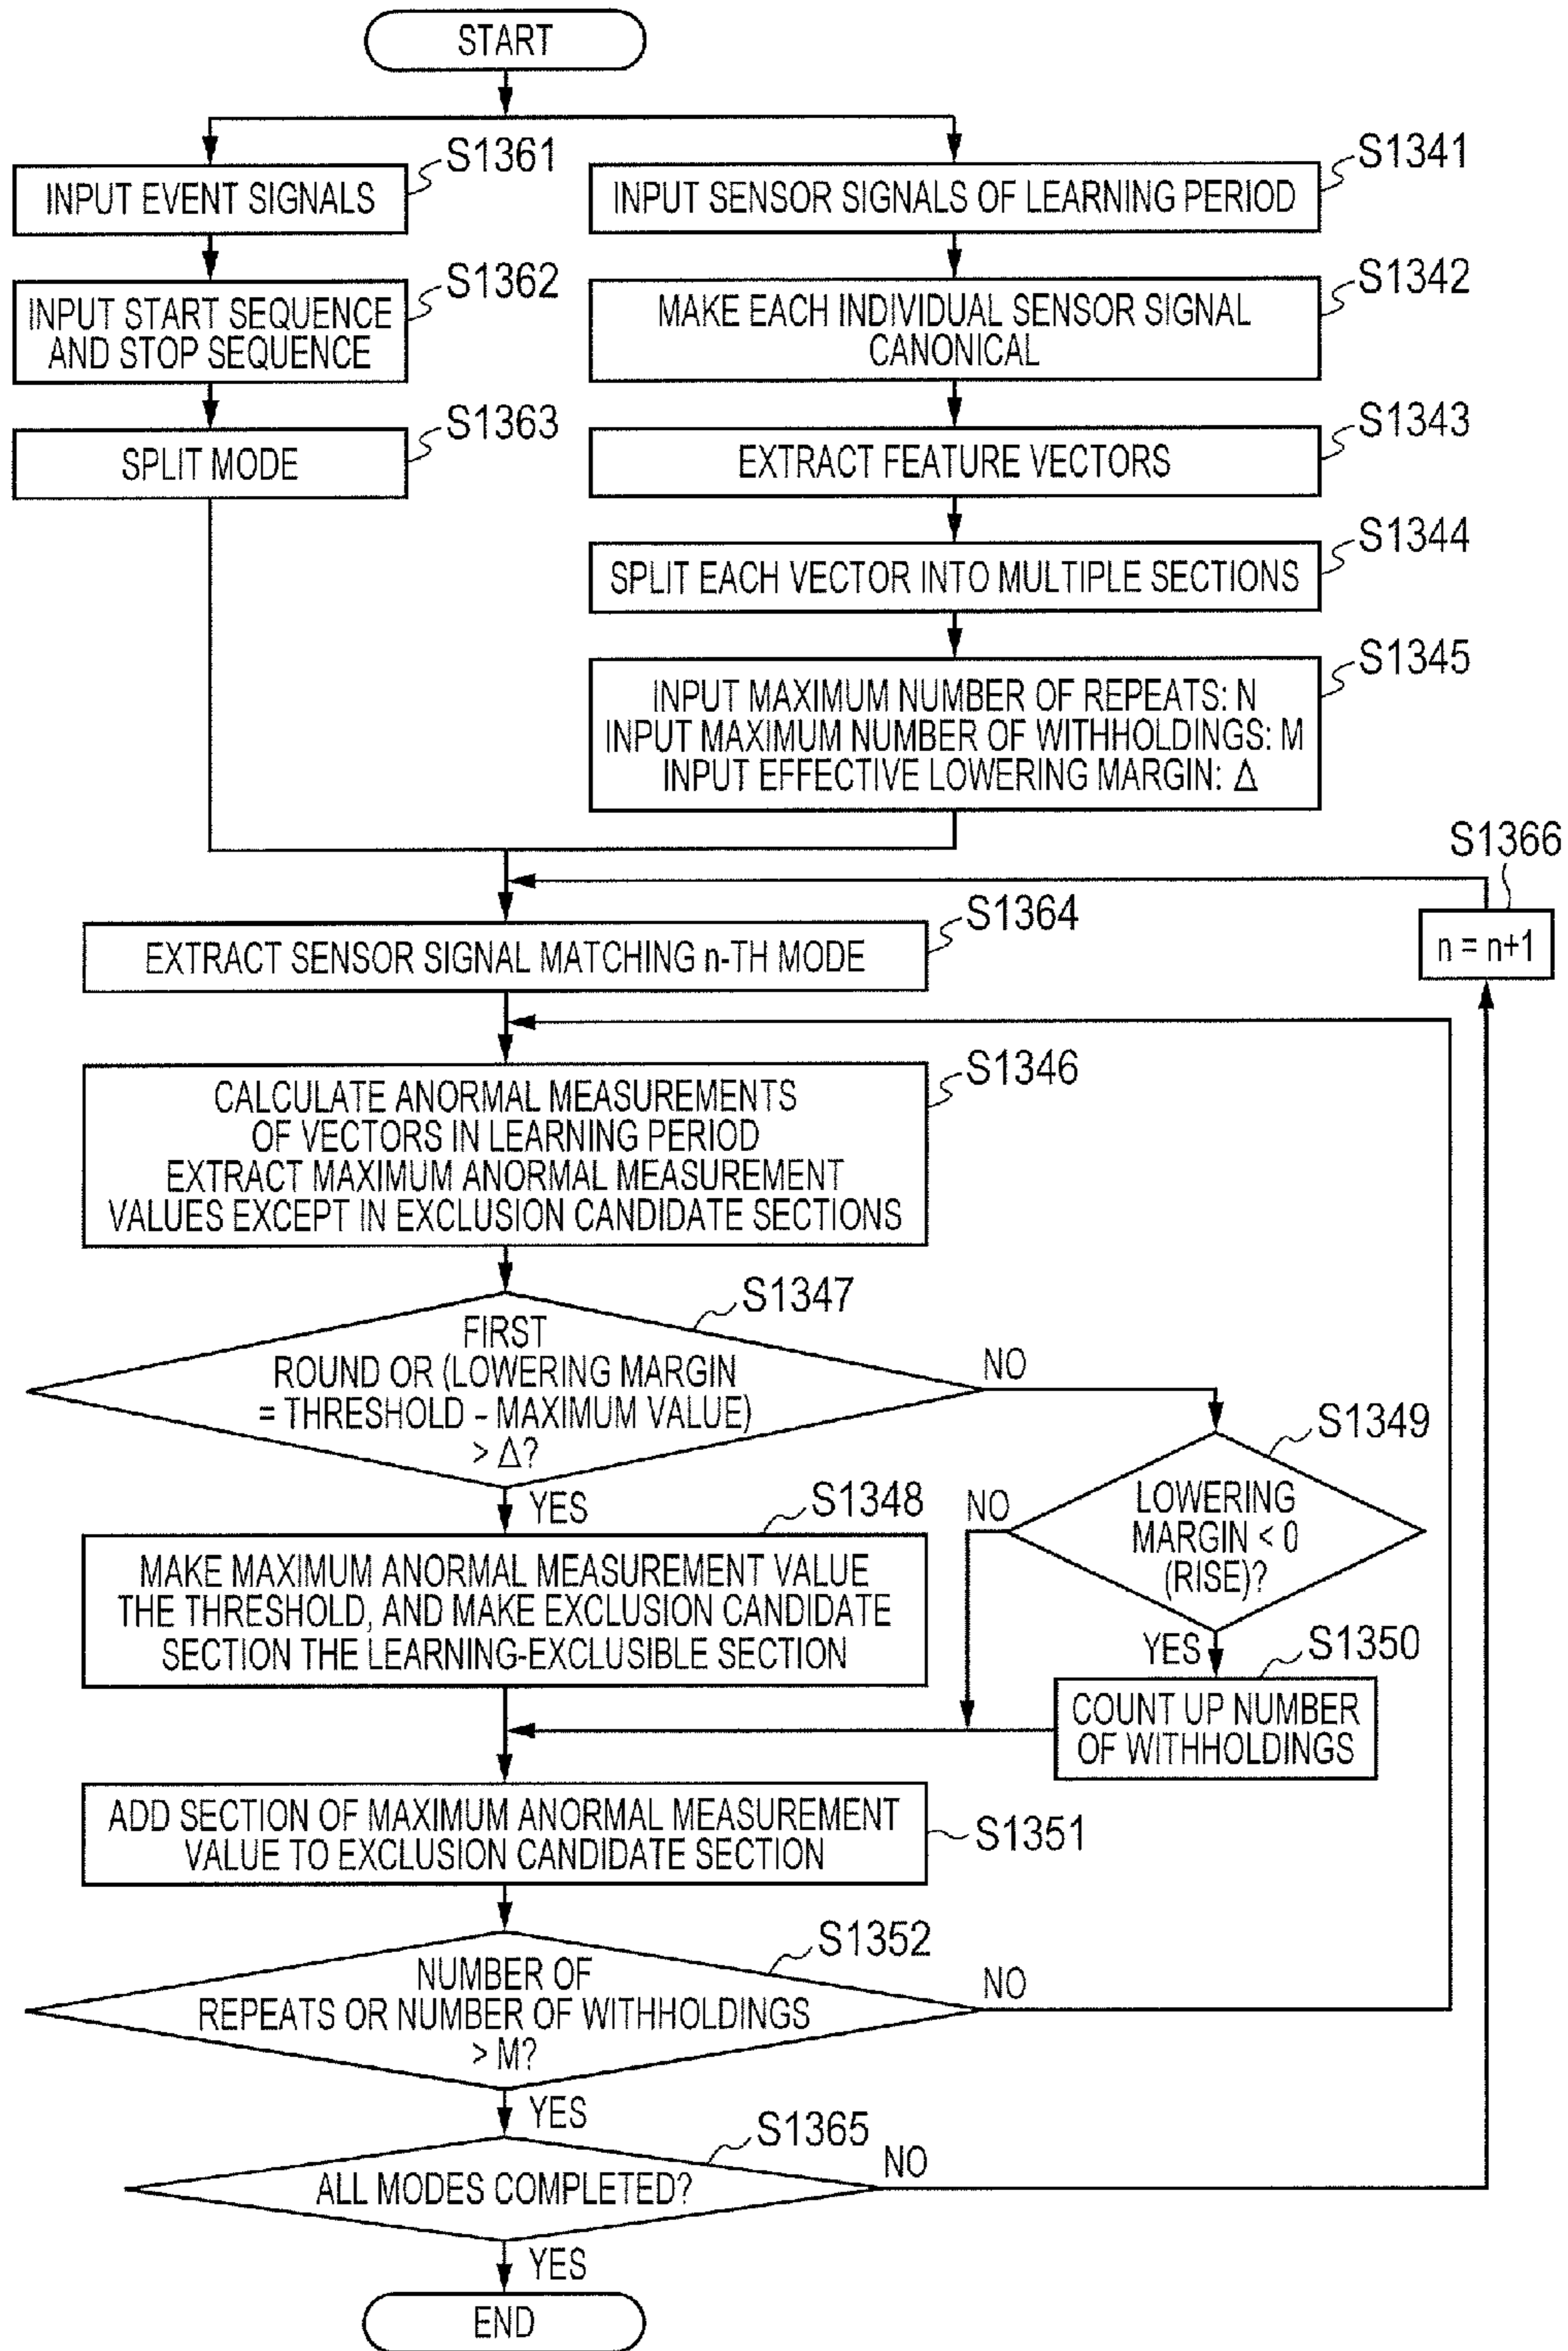 START
INPUT EVENT SIGNALS
S1361
INPUT START SEQUENCE
AND STOP SEQUENCE
S1362
SPLIT MODE
S1363
INPUT SENSOR SIGNALS OF LEARNING PERIOD
S1341
MAKE EACH INDIVIDUAL SENSOR SIGNAL
CANONICAL
S1342
EXTRACT FEATURE VECTORS
S1343
SPLIT EACH VECTOR INTO MULTIPLE SECTIONS
S1344
INPUT MAXIMUM NUMBER OF REPEATS: N
INPUT MAXIMUM NUMBER OF WITHHOLDINGS: M
INPUT EFFECTIVE LOWERING MARGIN: Δ
S1345
S1366
n = n+1
EXTRACT SENSOR SIGNAL MATCHING n-TH MODE
S1364
CALCULATE ANORMAL MEASUREMENTS
OF VECTORS IN LEARNING PERIOD
EXTRACT MAXIMUM ANORMAL MEASUREMENT
VALUES EXCEPT IN EXCLUSION CANDIDATE SECTIONS
S1346
FIRST
ROUND OR (LOWERING MARGIN
= THRESHOLD - MAXIMUM VALUE)
> Δ?
S1347
NO
YES
S1349
LOWERING
MARGIN < 0
(RISE)?
NO
YES
S1348
MAKE MAXIMUM ANORMAL MEASUREMENT VALUE
THE THRESHOLD, AND MAKE EXCLUSION CANDIDATE
SECTION THE LEARNING-EXCLUSIBLE SECTION
S1350
COUNT UP NUMBER
OF WITHHOLDINGS
ADD SECTION OF MAXIMUM ANORMAL MEASUREMENT
VALUE TO EXCLUSION CANDIDATE SECTION
S1351
S1352
NUMBER OF
REPEATS OR NUMBER OF WITHHOLDINGS
> M?
NO
YES
S1365
ALL MODES COMPLETED?
NO
YES
END